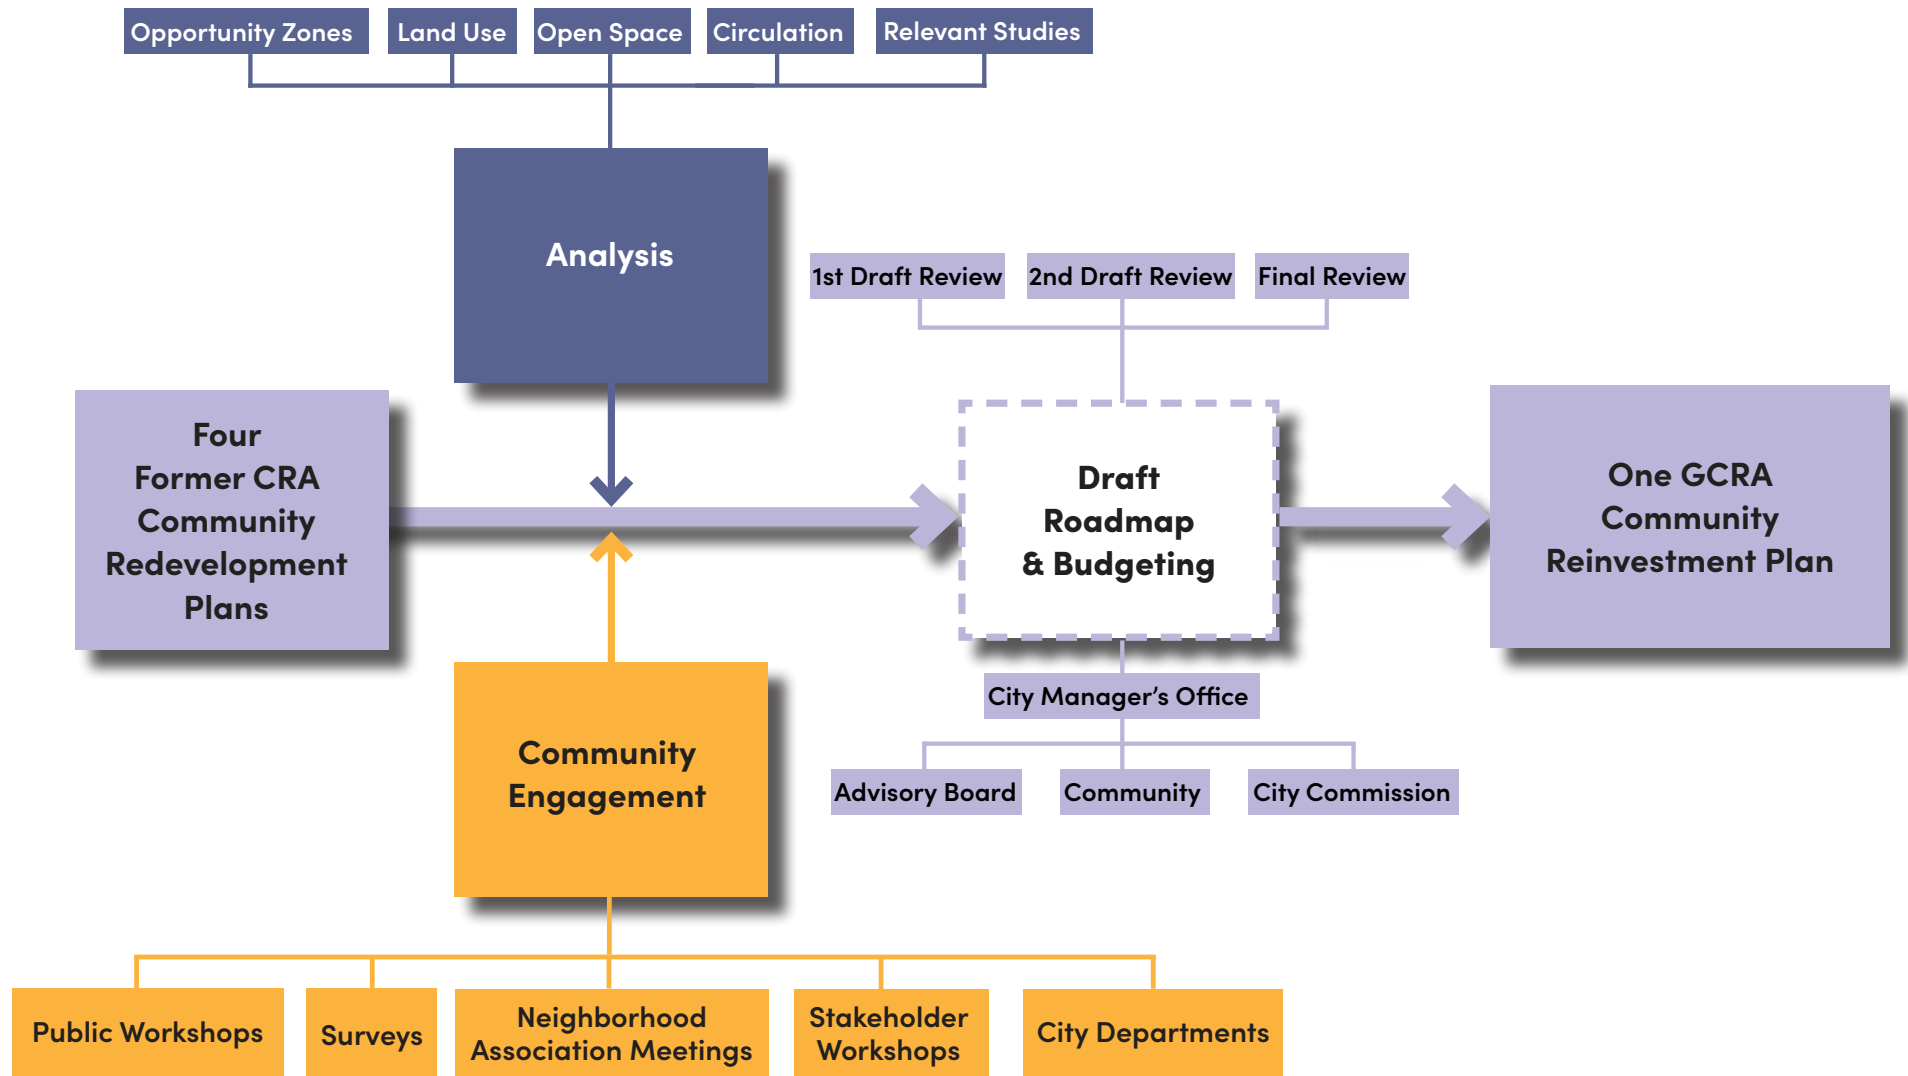 Opportunity Zones
Land Use
Open Space
Circulation
Relevant Studies
Analysis
1st Draft Review
2nd Draft Review
Final Review
Four
Former CRA
Community
Redevelopment
Plans
Draft
Roadmap
& Budgeting
One GCRA
Community
Reinvestment Plan
City Manager’s Office
Advisory Board
Community
City Commission
Community
Engagement
Public Workshops
Surveys
Neighborhood
Association Meetings
Stakeholder
Workshops
City Departments